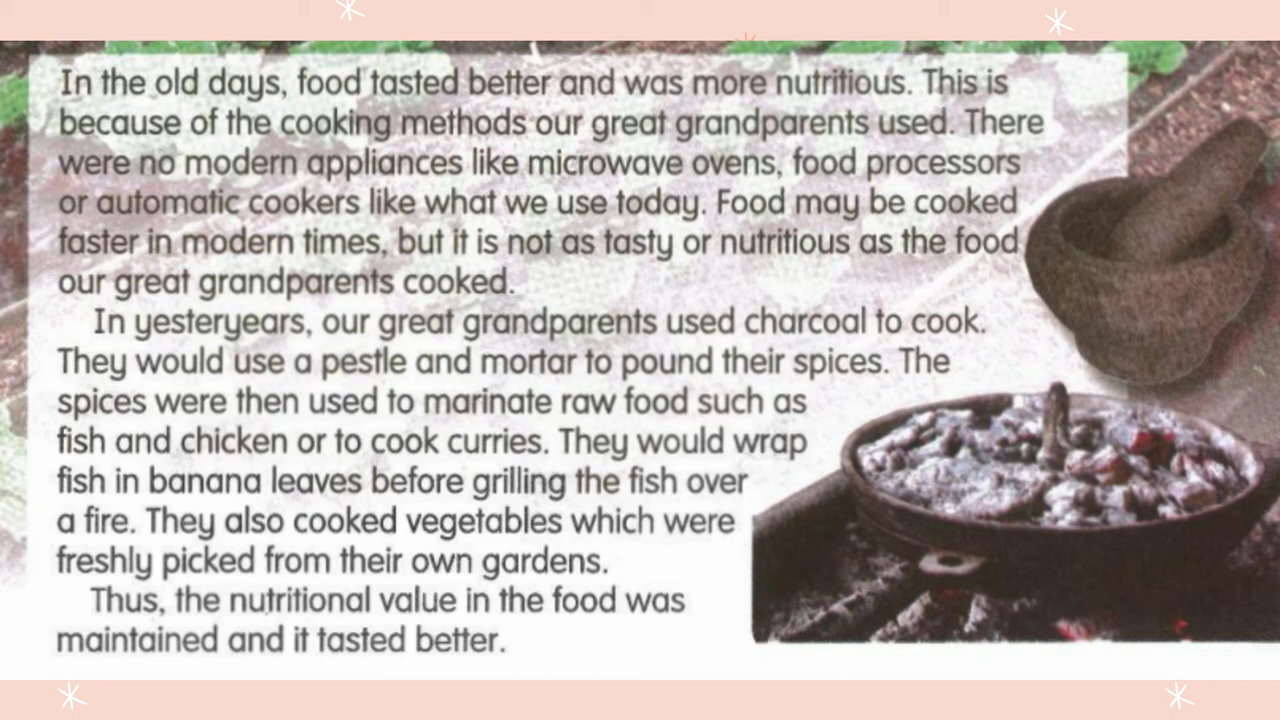 In the old days, food tasted better and was more nutritious. This is
because of the cooking methods our great grandparents used. There
were no modern appliances like microwave ovens, food processors
or automatic cookers like what we use today. Food may be cooked
faster in modern times, but it is not as tasty or nutritious as the food
our great grandparents cooked.
In yesteryears, our great grandparents used charcoal to cook.
They would use a pestle and mortar to pound their spices. The
spices were then used to marinate raw food such as
fish and chicken or to cook curries. They would wrap
fish in banana leaves before grilling the fish over
a fire. They also cooked vegetables which were
freshly picked from their own gardens.
Thus, the nutritional value in the food was
maintained and it tasted better.